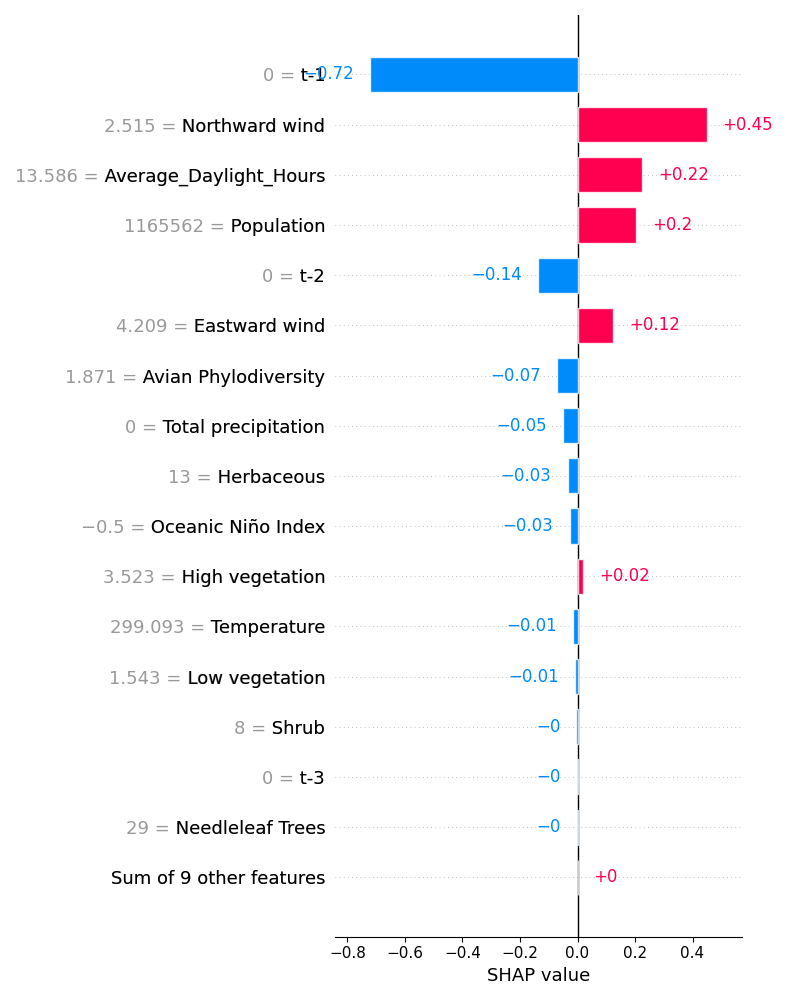 0 = t-1 −0.72
2.515 = Northward wind +0.45
13.586 = Average_Daylight_Hours +0.22
1165562 = Population +0.2
0 = t-2 −0.14
4.209 = Eastward wind +0.12
1.871 = Avian Phylodiversity −0.07
0 = Total precipitation −0.05
13 = Herbaceous −0.03
−0.5 = Oceanic Niño Index −0.03
3.523 = High vegetation +0.02
299.093 = Temperature −0.01
1.543 = Low vegetation −0.01
8 = Shrub −0
0 = t-3 −0
29 = Needleleaf Trees −0
Sum of 9 other features +0
−0.8 −0.6 −0.4 −0.2 0.0 0.2 0.4
SHAP value